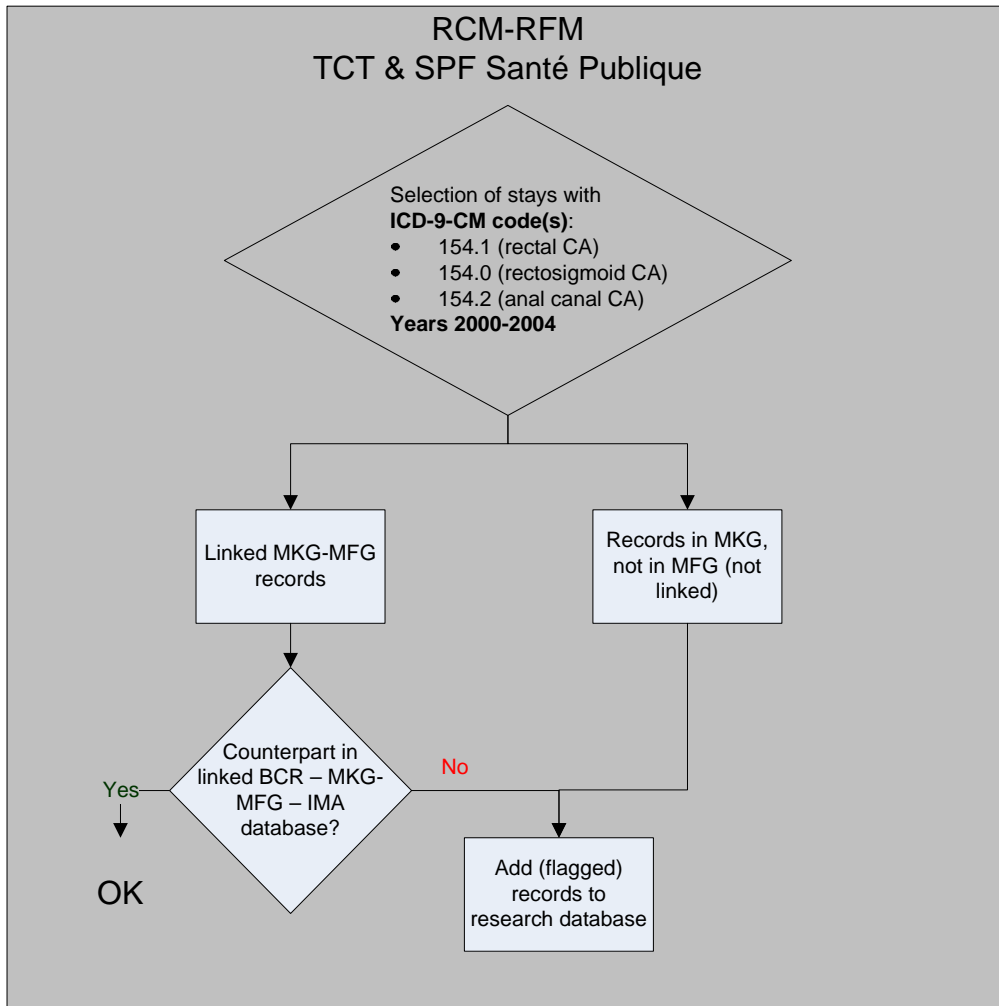 RCM-RFM
TCT & SPF Santé Publique
Selection of stays with
ICD-9-CM code(s):
• 154.1 (rectal CA)
• 154.0 (rectosigmoid CA)
• 154.2 (anal canal CA)
Years 2000-2004
Linked MKG-MFG
records
Records in MKG,
not in MFG (not
linked)
Counterpart in
linked BCR – MKG-
MFG – IMA
database?
Yes
No
OK
Add (flagged)
records to
research database